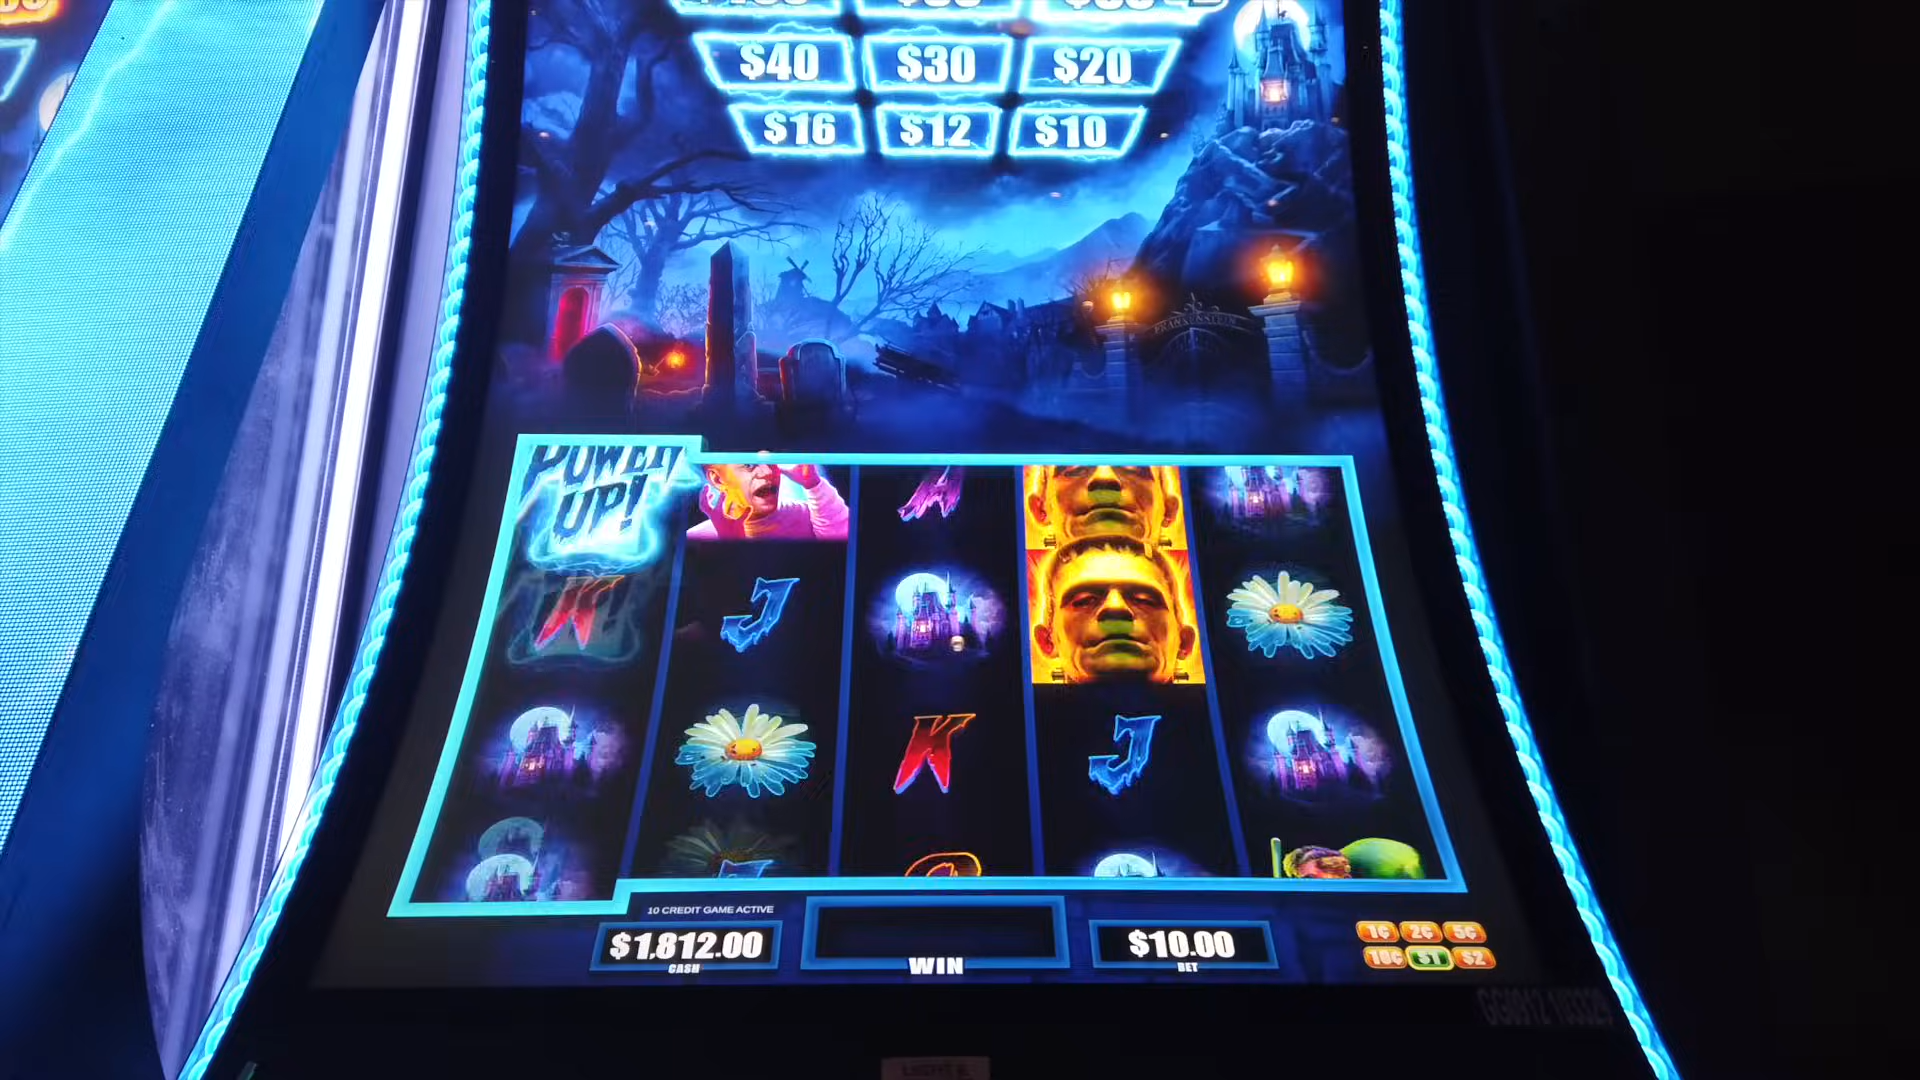 $40 $30 $20
$16 $12 $10
FRANKENSTEIN
POWER
UP!
A
K J
K J
10 CREDIT GAME ACTIVE
$1,812.00 $10.00
CASH WIN BET
1¢ 2¢ 5¢
10¢ $1 $2